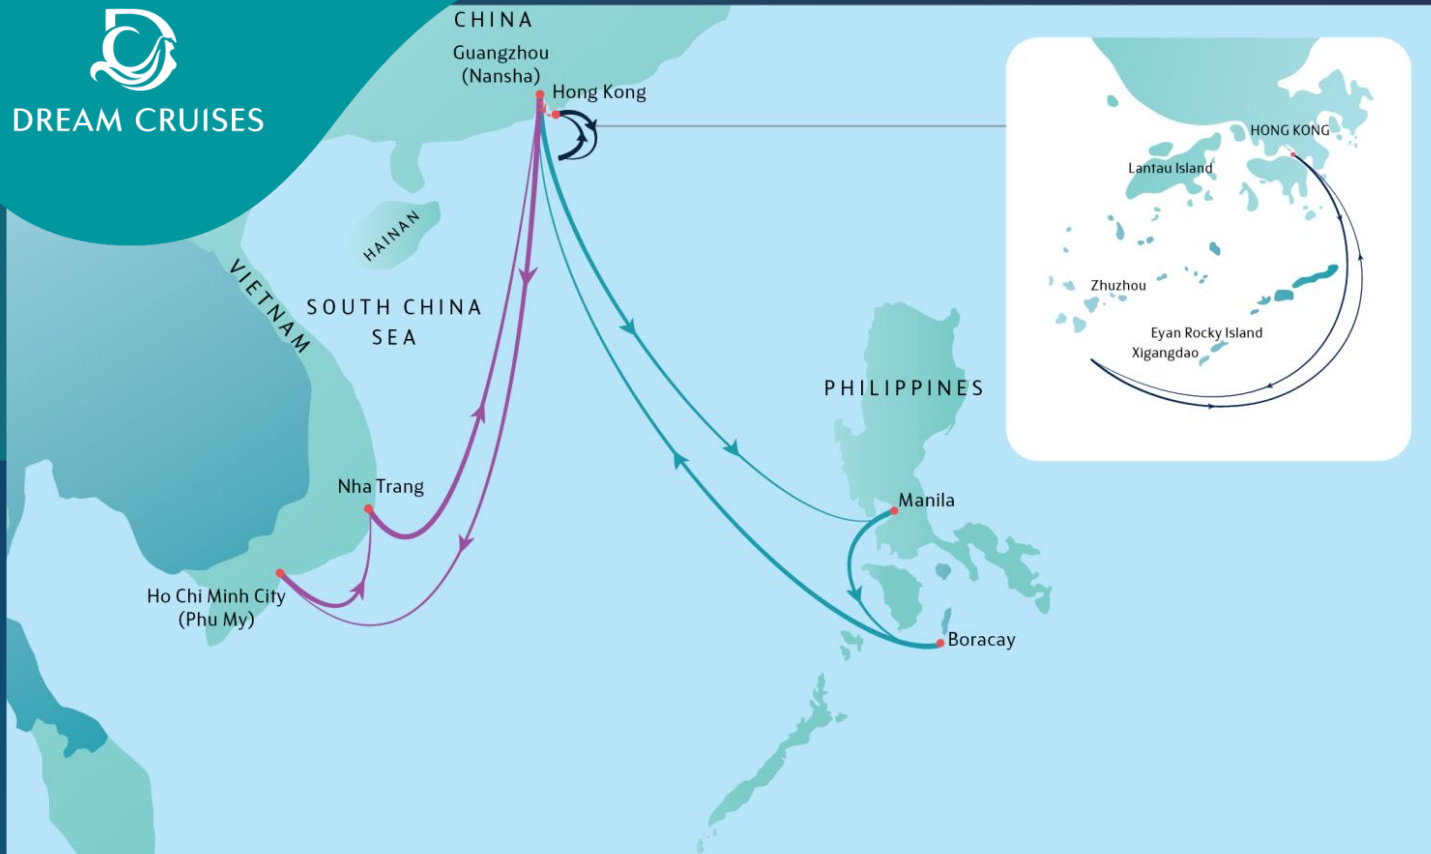 DREAM CRUISES
CHINA
Guangzhou
(Nansha)
Hong Kong
HAINAN
VIETNAM
SOUTH CHINA
SEA
PHILIPPINES
Nha Trang
Manila
Ho Chi Minh City
(Phu My)
Boracay
HONG KONG
Lantau Island
Zhuzhou
Eyan Rocky Island
Xigangdao